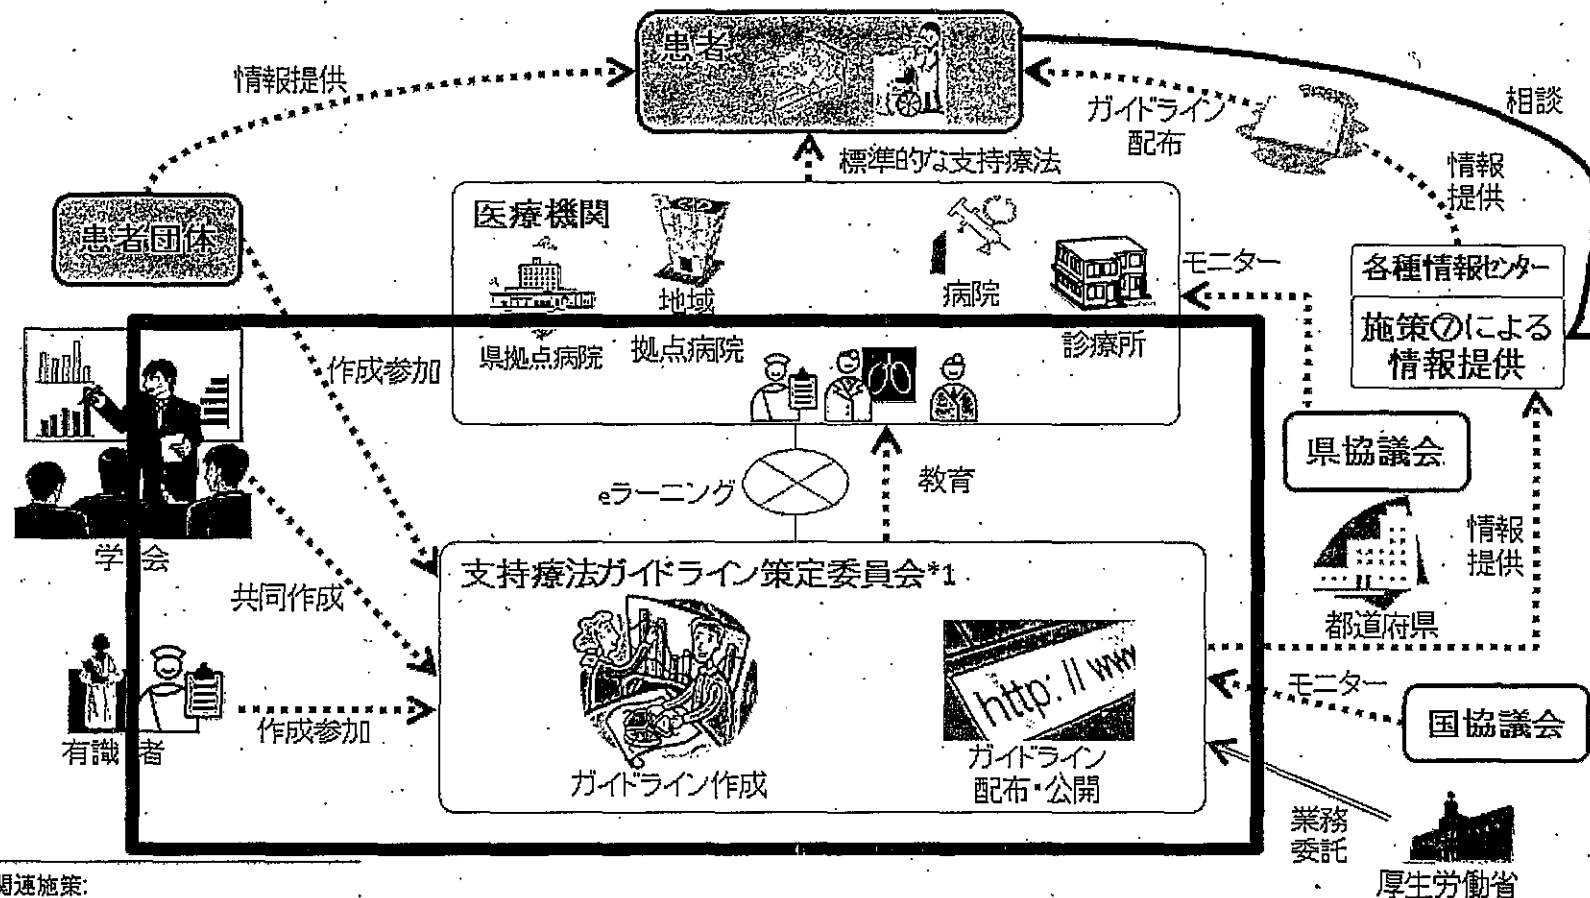 患者
情報提供
ガイドライン
配布
相談
標準的な支持療法
情報
提供
患者団体
医療機関
地域
病院
モニター
各種情報センター
施策⑦による
情報提供
県拠点病院
拠点病院
診療所
作成参加
県協議会
eラーニング
教育
学会
情報
提供
支持療法ガイドライン策定委員会*1
都道府県
共同作成
http://www
モニター
国協議会
有識者
作成参加
ガイドライン作成
ガイドライン
配布・公開
業務
委託
厚生労働省
関連施策: